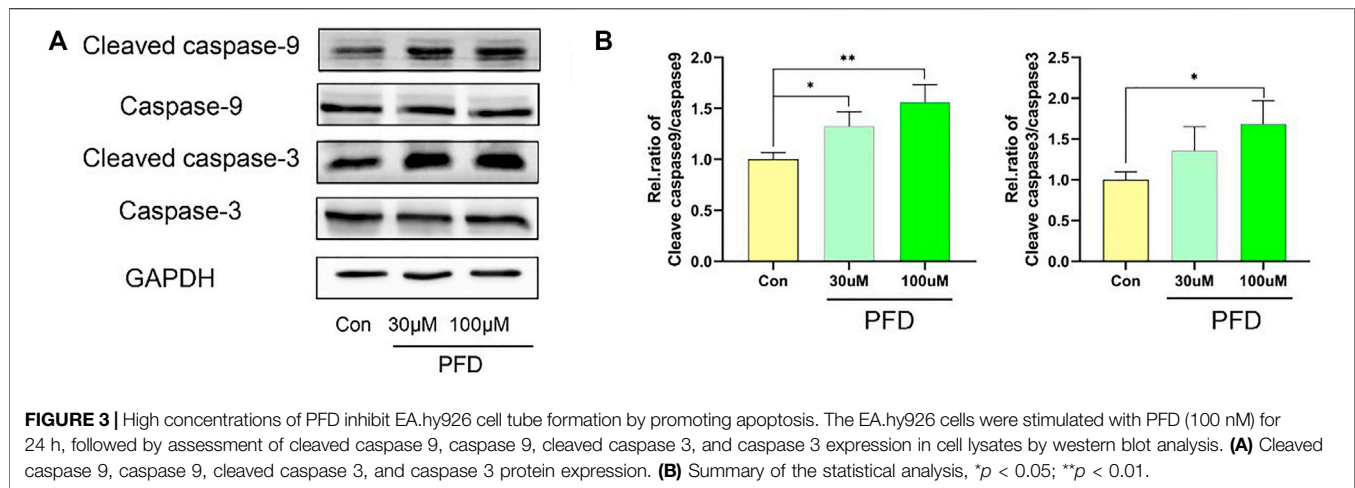 A
Cleaved caspase-9
Caspase-9
Cleaved caspase-3
Caspase-3
GAPDH
Con 30μM 100μM
PFD
B
Rel.ratio of
Cleave caspase9/caspase9
2.0
1.5
1.0
0.5
0.0
*
**
Con 30uM 100uM
PFD
Rel.ratio of
Cleave caspase3/caspase3
2.5
2.0
1.5
1.0
0.5
0.0
*
Con 30uM 100uM
PFD
FIGURE 3 | High concentrations of PFD inhibit EA.hy926 cell tube formation by promoting apoptosis. The EA.hy926 cells were stimulated with PFD (100 nM) for
24 h, followed by assessment of cleaved caspase 9, caspase 9, cleaved caspase 3, and caspase 3 expression in cell lysates by western blot analysis. (A) Cleaved
caspase 9, caspase 9, cleaved caspase 3, and caspase 3 protein expression. (B) Summary of the statistical analysis, *p < 0.05; **p < 0.01.